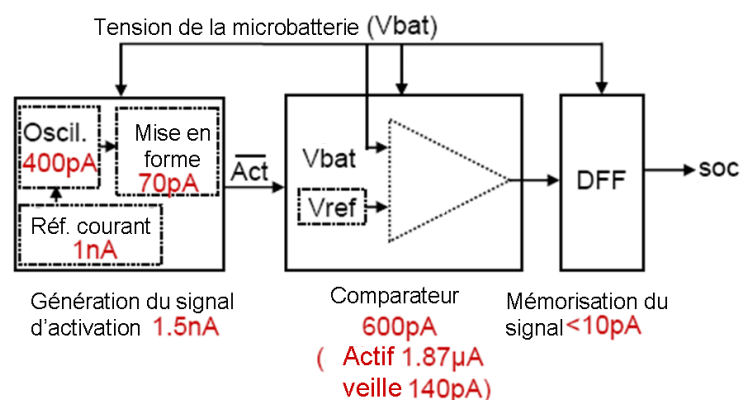 Tension de la microbatterie (Vbat)
Oscil.
400pA
Mise en
forme
70pA
Réf. courant
1nA
Act
Vbat
Vref
DFF
soc
Génération du signal
d’activation 1.5nA
Comparateur
600pA
( Actif 1.87µA
veille 140pA)
Mémorisation du
signal<10pA